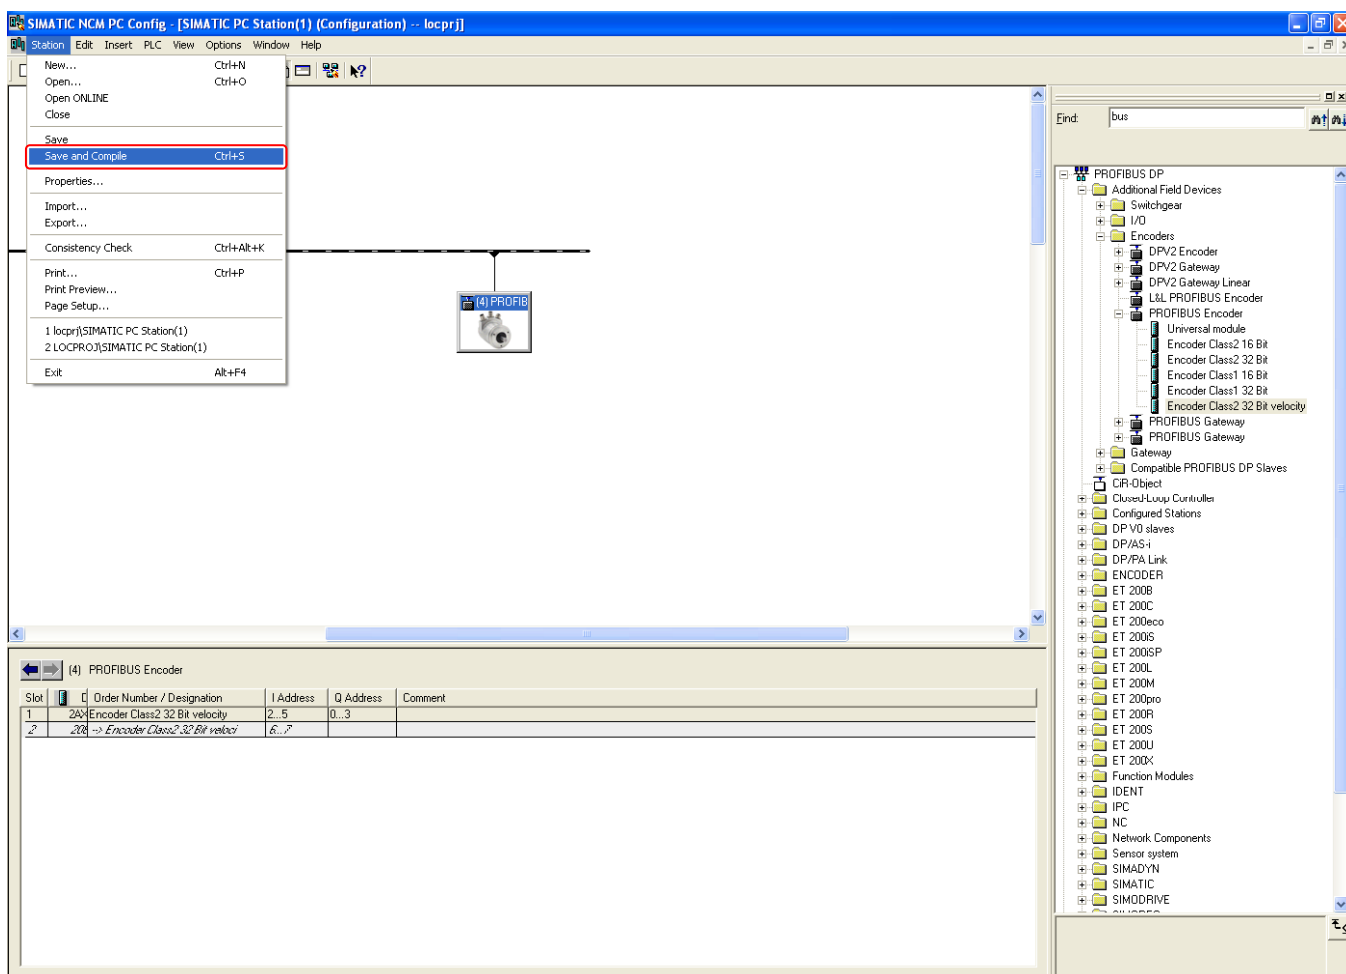 SIMATIC NCM PC Config - [SIMATIC PC Station(1) (Configuration) -- locprj]
Station Edit Insert PLC View Options Window Help
New... Ctrl+N
Open... Ctrl+O
Open ONLINE
Close
Save
Save and Compile Ctrl+S
Properties...
Import...
Export...
Consistency Check Ctrl+Alt+K
Print... Ctrl+P
Print Preview...
Page Setup...
1 locprj\SIMATIC PC Station(1)
2 LOCPROJ\SIMATIC PC Station(1)
Exit Alt+F4
(4) PROFIB
Find: bus
PROFIBUS DP
Additional Field Devices
Switchgear
I/O
Encoders
DPV2 Encoder
DPV2 Gateway
DPV2 Gateway Linear
L&L PROFIBUS Encoder
PROFIBUS Encoder
Universal module
Encoder Class2 16 Bit
Encoder Class2 32 Bit
Encoder Class1 16 Bit
Encoder Class1 32 Bit
Encoder Class2 32 Bit velocity
PROFIBUS Gateway
PROFIBUS Gateway
Gateway
Compatible PROFIBUS DP Slaves
CiR-Object
Closed-Loop Controller
Configured Stations
DP V0 slaves
DP/AS-i
DP/PA Link
ENCODER
ET 200B
ET 200C
ET 200eco
ET 200iS
ET 200iSP
ET 200L
ET 200M
ET 200pro
ET 200R
ET 200S
ET 200U
ET 200X
Function Modules
IDENT
IPC
NC
Network Components
Sensor system
SIMADYN
SIMATIC
SIMODRIVE
(4) PROFIBUS Encoder
Slot D Order Number / Designation I Address Q Address Comment
1 2AX Encoder Class2 32 Bit velocity 2...5 0...3
2 208 --> Encoder Class2 32 Bit veloci 6...7